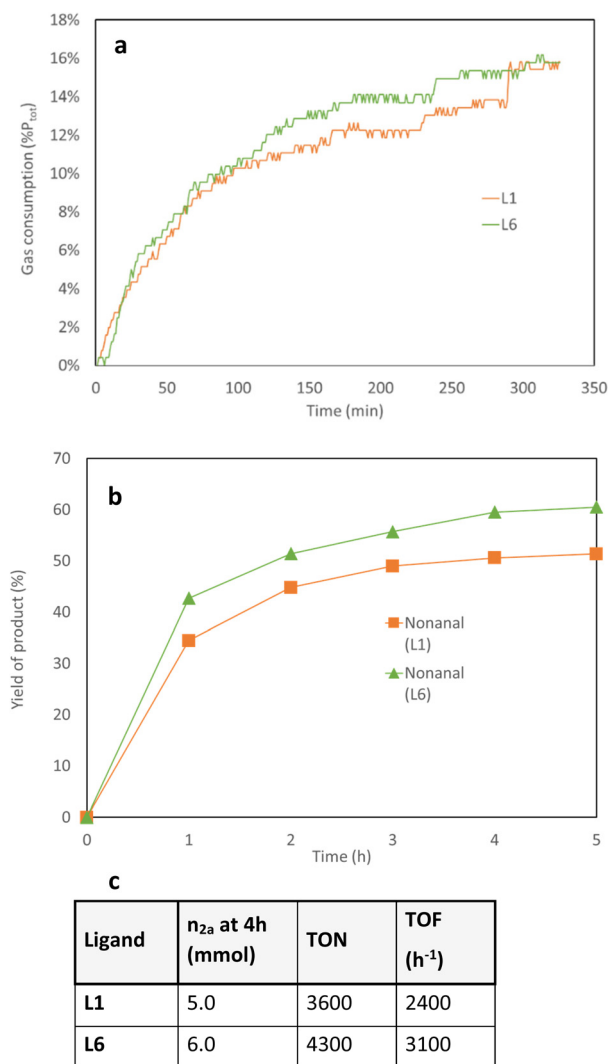 a
18%
16%
14%
12%
10%
8%
6%
4%
2%
0%
Gas consumption (%Ptot)
L1
L6
0 50 100 150 200 250 300 350
Time (min)
b
70
60
50
40
30
20
10
0
Yield of product (%)
Nonanal
(L1)
Nonanal
(L6)
0 1 2 3 4 5
Time (h)
c
Ligand n2a at 4h (mmol) TON TOF (h-1)
L1 5.0 3600 2400
L6 6.0 4300 3100